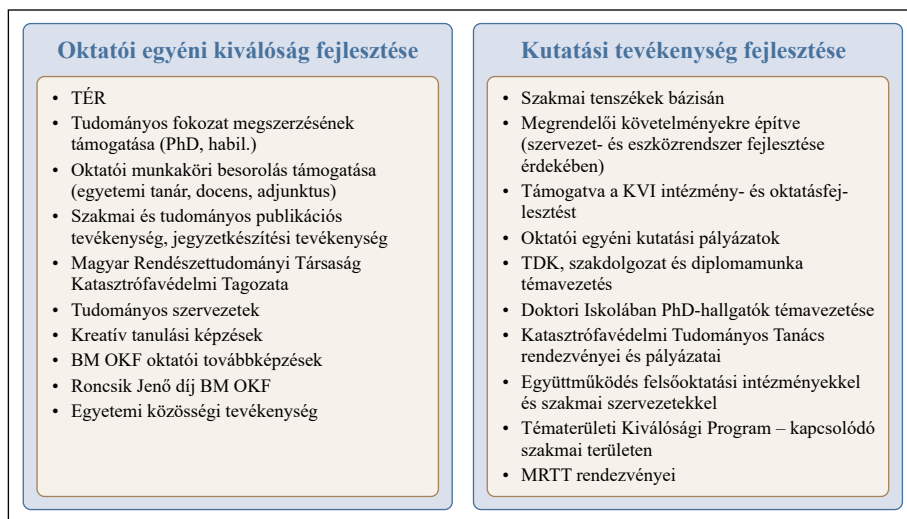 Oktatói egyéni kiválóság fejlesztése
• TÉR
• Tudományos fokozat megszerzésének
támogatása (PhD, habil.)
• Oktatói munkaköri besorolás támogatása
(egyetemi tanár, docens, adjunktus)
• Szakmai és tudományos publikációs
tevékenység, jegyzetkészítési tevékenység
• Magyar Rendészettudományi Társaság
Katasztrófavédelmi Tagozata
• Tudományos szervezetek
• Kreatív tanulási képzések
• BM OKF oktatói továbbképzések
• Roncsik Jenő díj BM OKF
• Egyetemi közösségi tevékenység
Kutatási tevékenység fejlesztése
• Szakmai tenszékek bázisán
• Megrendelői követelményekre építve
(szervezet- és eszközrendszer fejlesztése
érdekében)
• Támogatva a KVI intézmény- és oktatásfej-
lesztést
• Oktatói egyéni kutatási pályázatok
• TDK, szakdolgozat és diplomamunka
témavezetés
• Doktori Iskolában PhD-hallgatók témavezetése
• Katasztrófavédelmi Tudományos Tanács
rendezvényei és pályázatai
• Együttműködés felsőoktatási intézményekkel
és szakmai szervezetekkel
• Tématerületi Kiválósági Program – kapcsolódó
szakmai területen
• MRTT rendezvényei